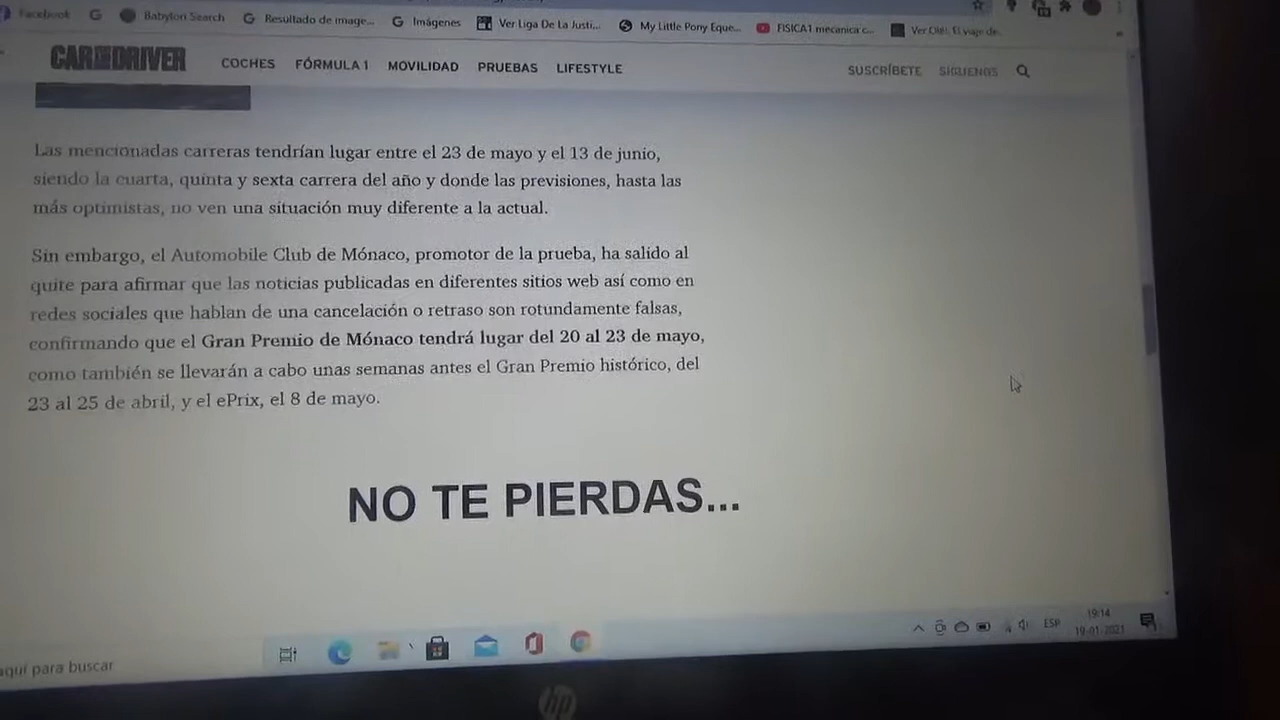 Facebook G Babylon Search G Resultado de image... G Imágenes Ver Liga De La Justi... My Little Pony Eque... FISICA1 mecanica c... »
CAR AND DRIVER COCHES FÓRMULA 1 MOVILIDAD PRUEBAS LIFESTYLE SUSCRÍBETE SÍGUENOS
Las mencionadas carreras tendrían lugar entre el 23 de mayo y el 13 de junio,
siendo la cuarta, quinta y sexta carrera del año y donde las previsiones, hasta las
más optimistas, no ven una situación muy diferente a la actual.
Sin embargo, el Automobile Club de Mónaco, promotor de la prueba, ha salido al
quite para afirmar que las noticias publicadas en diferentes sitios web así como en
redes sociales que hablan de una cancelación o retraso son rotundamente falsas,
confirmando que el Gran Premio de Mónaco tendrá lugar del 20 al 23 de mayo,
como también se llevarán a cabo unas semanas antes el Gran Premio histórico, del
23 al 25 de abril, y el ePrix, el 8 de mayo.
NO TE PIERDAS...
aquí para buscar ESP 19:14
19-01-2021
hp